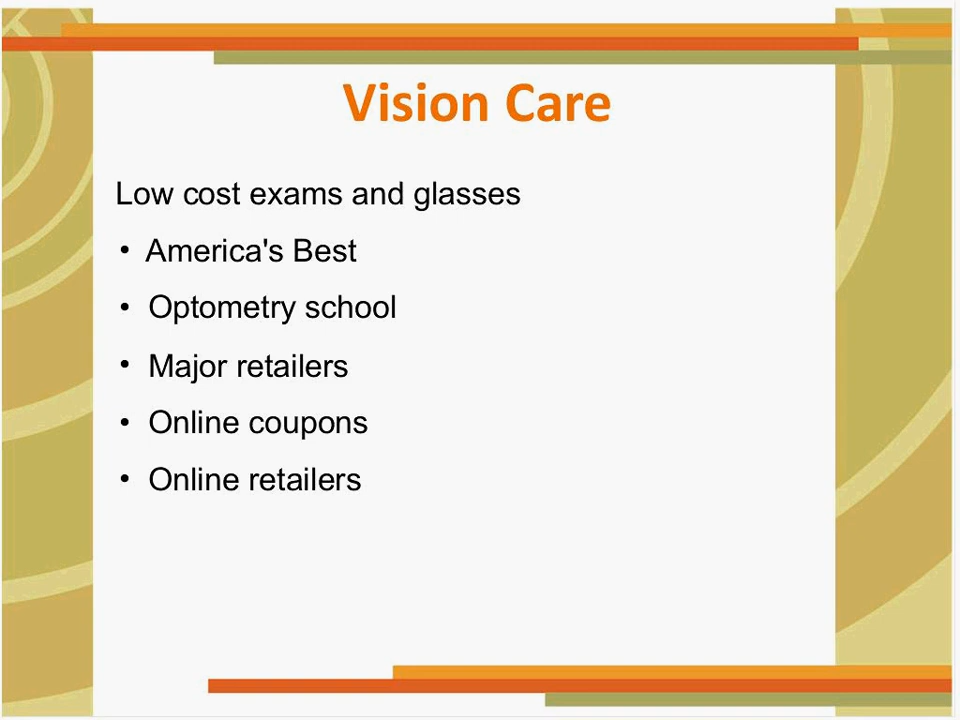 Vision Care
Low cost exams and glasses
• America's Best
• Optometry school
• Major retailers
• Online coupons
• Online retailers